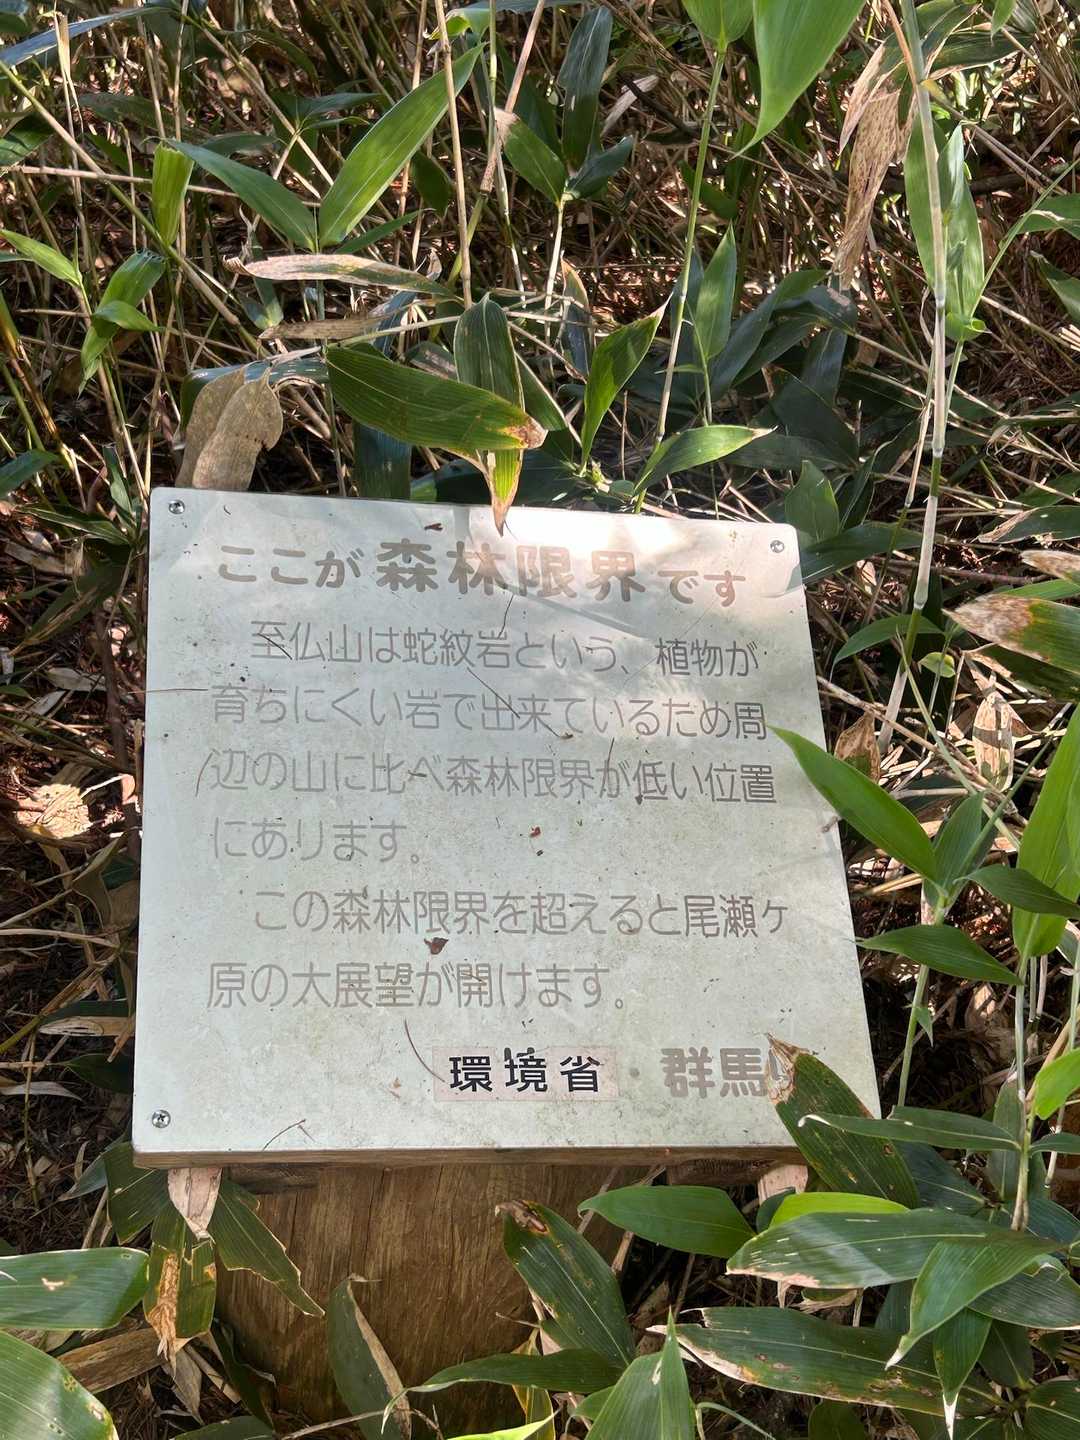 ここが森林限界です
至仏山は蛇紋岩という、植物が
育ちにくい岩で出来ているため周
辺の山に比べ森林限界が低い位置
にあります。
この森林限界を超えると尾瀬ヶ
原の大展望が開けます。
環境省 群馬